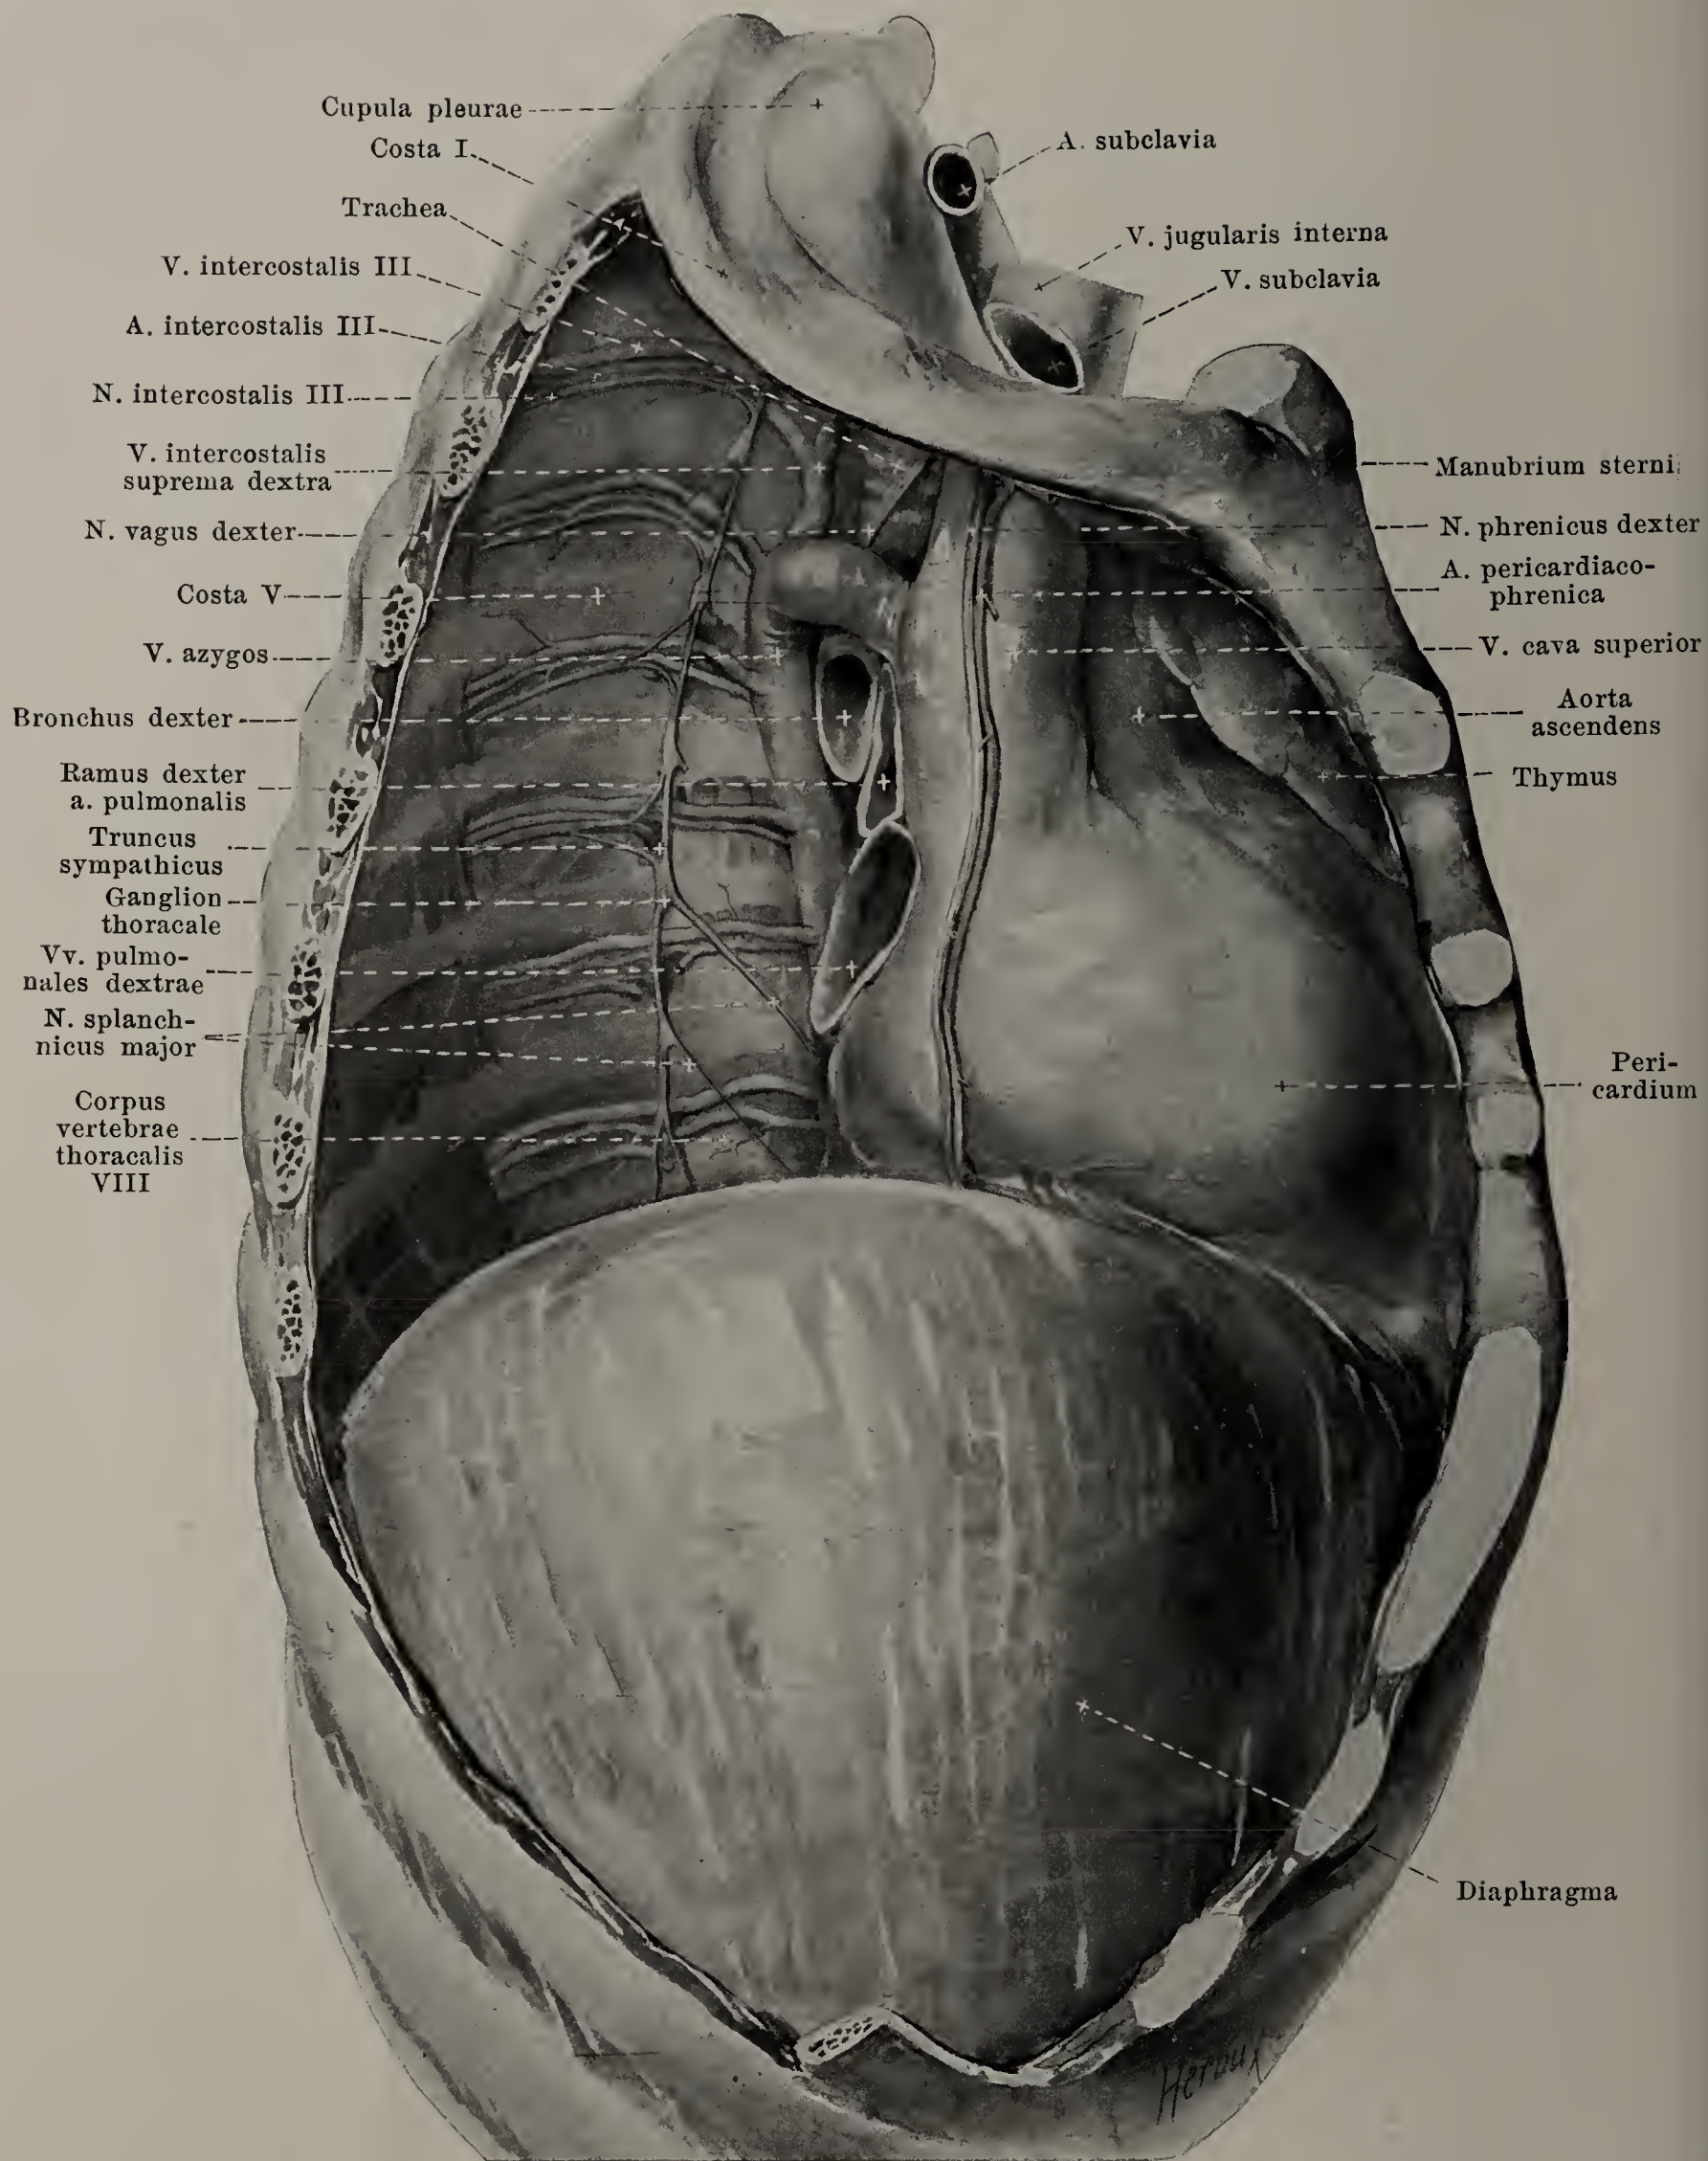 Cupula pleurae
Costa I
Trachea
V. intercostalis III
A. intercostalis III
N. intercostalis III
V. intercostalis
suprema dextra
N. vagus dexter
Costa V
V. azygos
Bronchus dexter
Ramus dexter
a. pulmonalis
Truncus
sympathicus
Ganglion
thoracale
Vv. pulmo-
nales dextrae
N. splanch-
nicus major
Corpus
vertebrae
thoracalis
VIII
A. subclavia
V. jugularis interna
V. subclavia
Manubrium sterni
N. phrenicus dexter
A. pericardiaco-
phrenica
V. cava superior
Aorta
ascendens
Thymus
Peri-
cardium
Diaphragma
Heroux